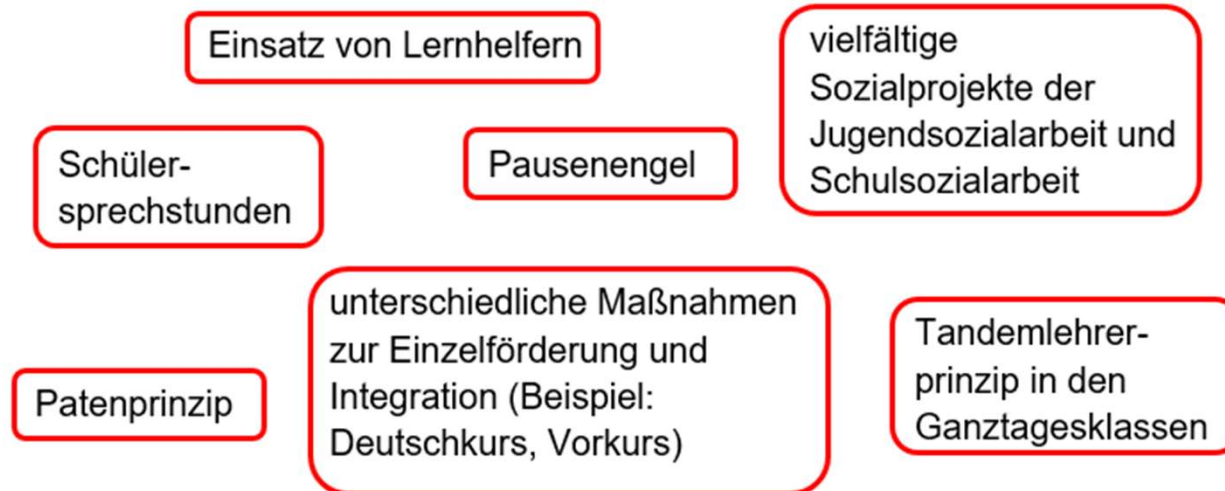 Einsatz von Lernhelfern
vielfältige
Sozialprojekte der
Jugendsozialarbeit und
Schulsozialarbeit
Schüler-
sprechstunden
Pausenengel
unterschiedliche Maßnahmen
zur Einzelförderung und
Integration (Beispiel:
Deutschkurs, Vorkurs)
Tandemlehrer-
prinzip in den
Ganztagesklassen
Patenprinzip